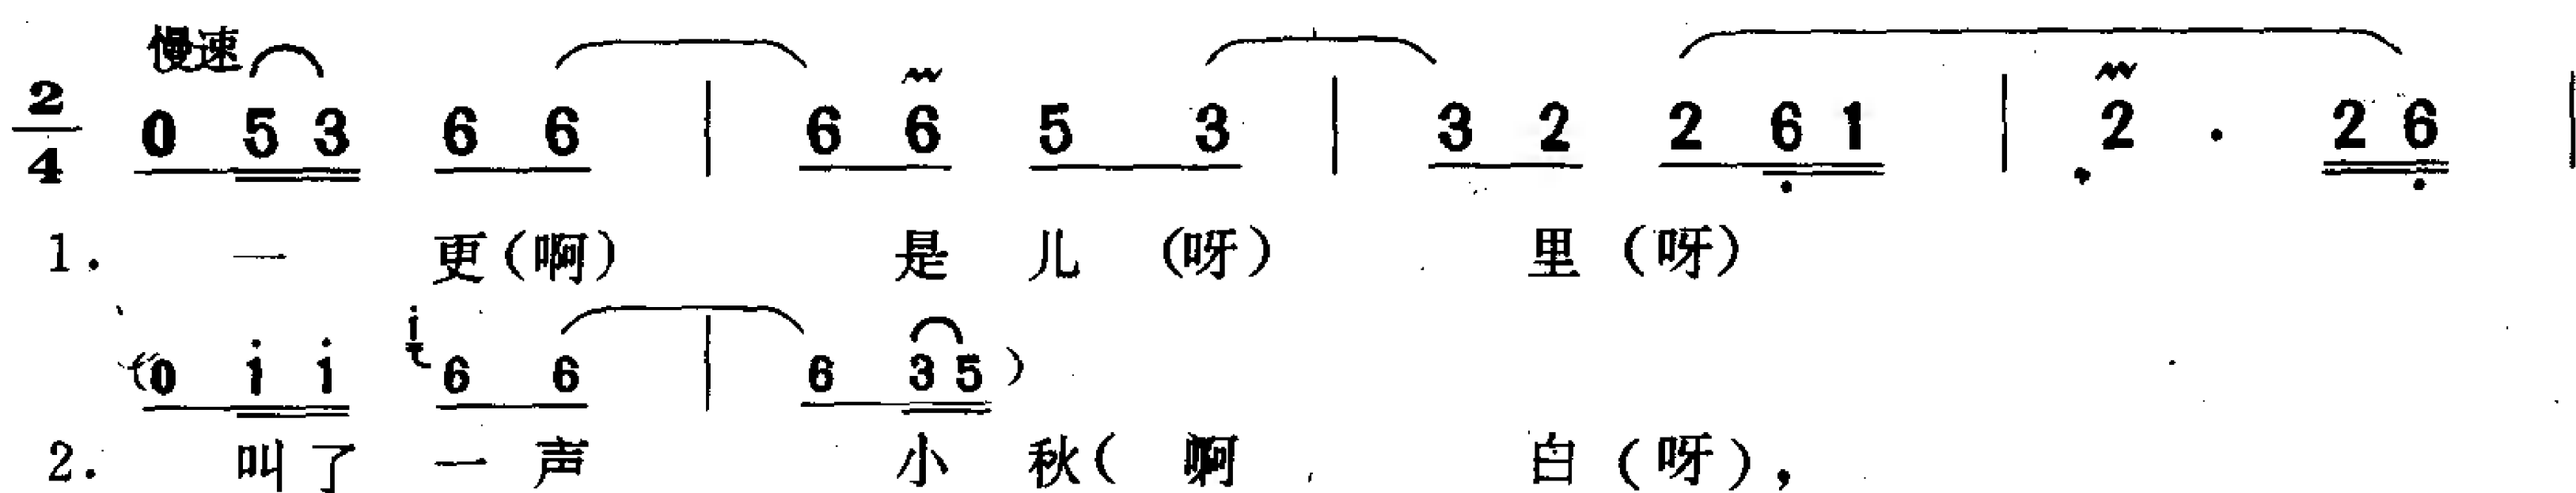 慢速
2/4 0 5 3 6 6 | 6 6 5 3 | 3 2 2 6̣ 1 | 2 · 2 6̣ |
1. 一 更(啊) 是 儿 (呀) 里 (呀)
(0 i i i 6 6 | 6 3 5)
2. 叫了 一声 小 秋( 啊 白(呀),